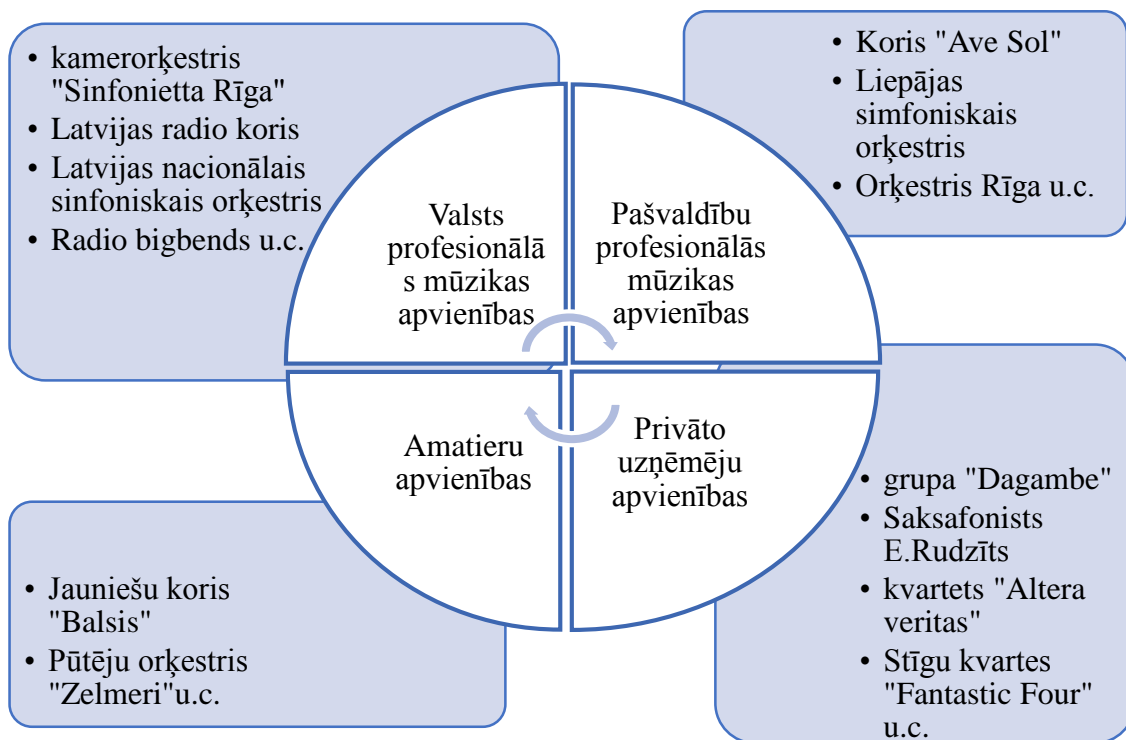 • kamerorķestris
"Sinfonietta Rīga"
• Latvijas radio koris
• Latvijas nacionālais
sinfoniskais orķestris
• Radio bigbends u.c.
• Koris "Ave Sol"
• Liepājas
simfoniskais
orķestris
• Orķestris Rīga u.c.
Valsts
profesionālā
s mūzikas
apvienības
Pašvaldību
profesionālās
mūzikas
apvienības
Amatieru
apvienības
Privāto
uzņēmēju
apvienības
• Jauniešu koris
"Balsis"
• Pūtēju orķestris
"Zelmeri"u.c.
• grupa "Dagambe"
• Saksafonists
E.Rudzīts
• kvartets "Altera
veritas"
• Stīgu kvartes
"Fantastic Four"
u.c.